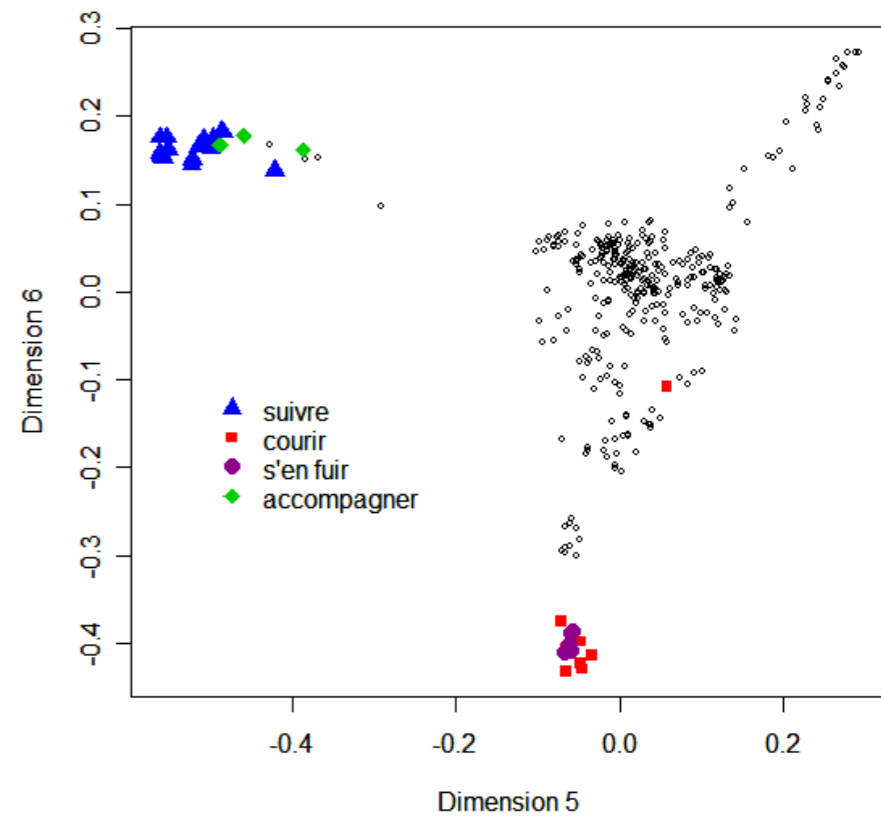 0.3
0.2
0.1
0.0
-0.1
-0.2
-0.3
-0.4
Dimension 6
suivre
courir
s'en fuir
accompagner
-0.4 -0.2 0.0 0.2
Dimension 5